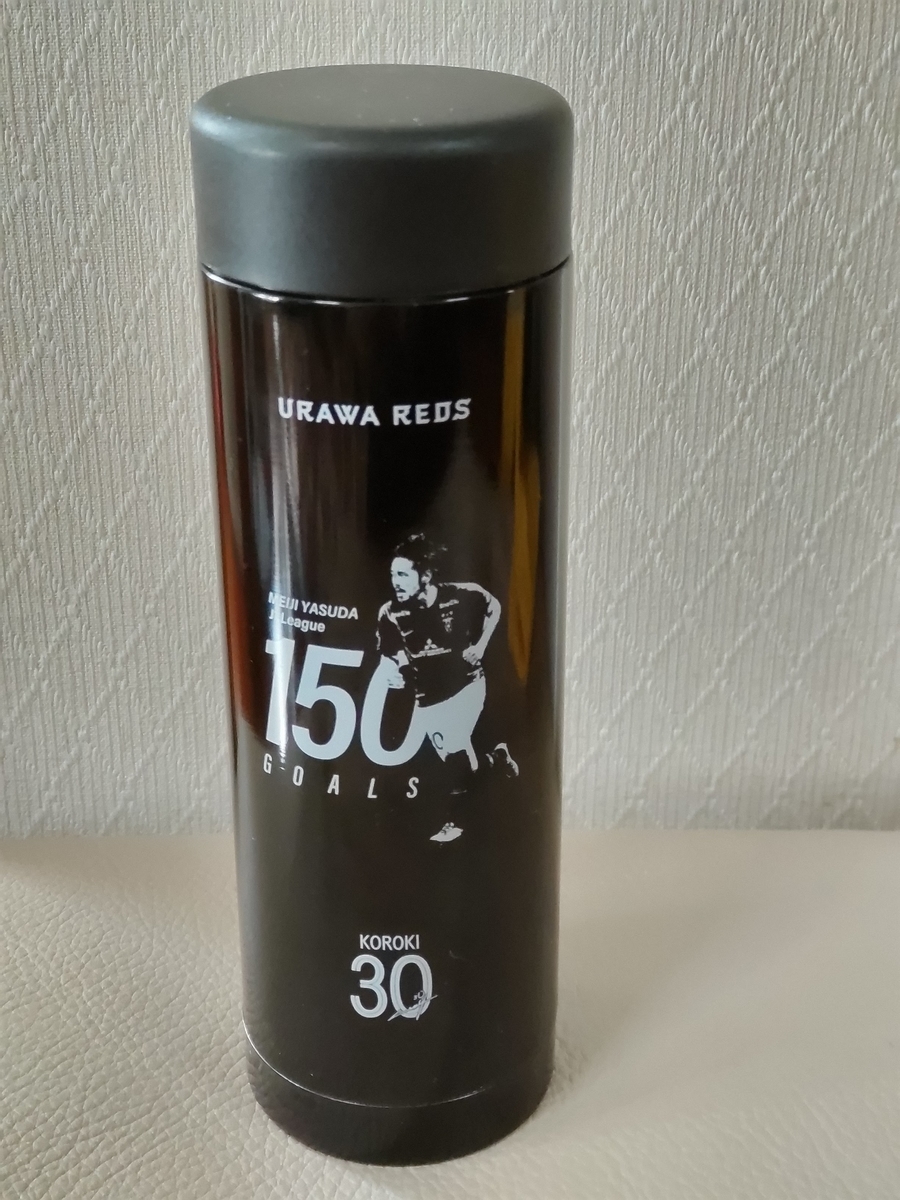 URAWA REDS
MEIJI YASUDA
J.League
150
GOALS
KOROKI
30